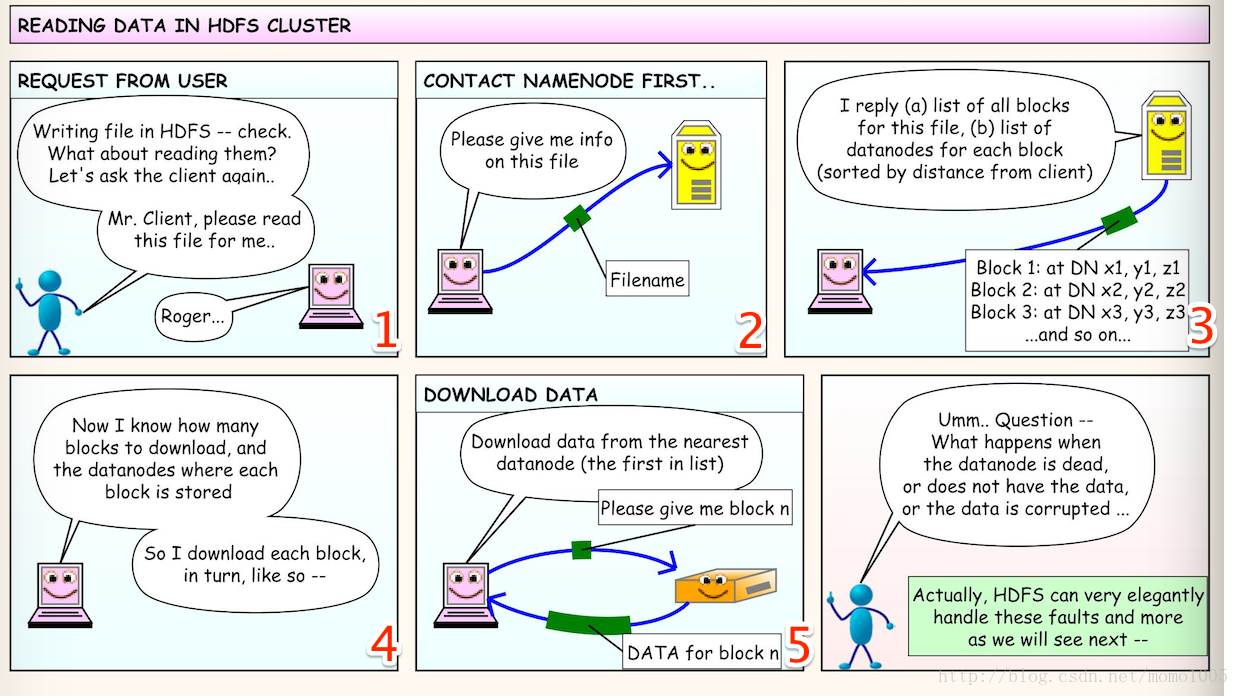 READING DATA IN HDFS CLUSTER
REQUEST FROM USER
Writing file in HDFS -- check.
What about reading them?
Let's ask the client again..
Mr. Client, please read
this file for me..
Roger...
1
CONTACT NAMENODE FIRST..
Please give me info
on this file
Filename
2
I reply (a) list of all blocks
for this file, (b) list of
datanodes for each block
(sorted by distance from client)
Block 1: at DN x1, y1, z1
Block 2: at DN x2, y2, z2
Block 3: at DN x3, y3, z3
...and so on...
3
Now I know how many
blocks to download, and
the datanodes where each
block is stored
So I download each block,
in turn, like so --
4
DOWNLOAD DATA
Download data from the nearest
datanode (the first in list)
Please give me block n
DATA for block n
5
Umm.. Question --
What happens when
the datanode is dead,
or does not have the data,
or the data is corrupted ...
Actually, HDFS can very elegantly
handle these faults and more
as we will see next --
http://blog.csdn.net/momo1005